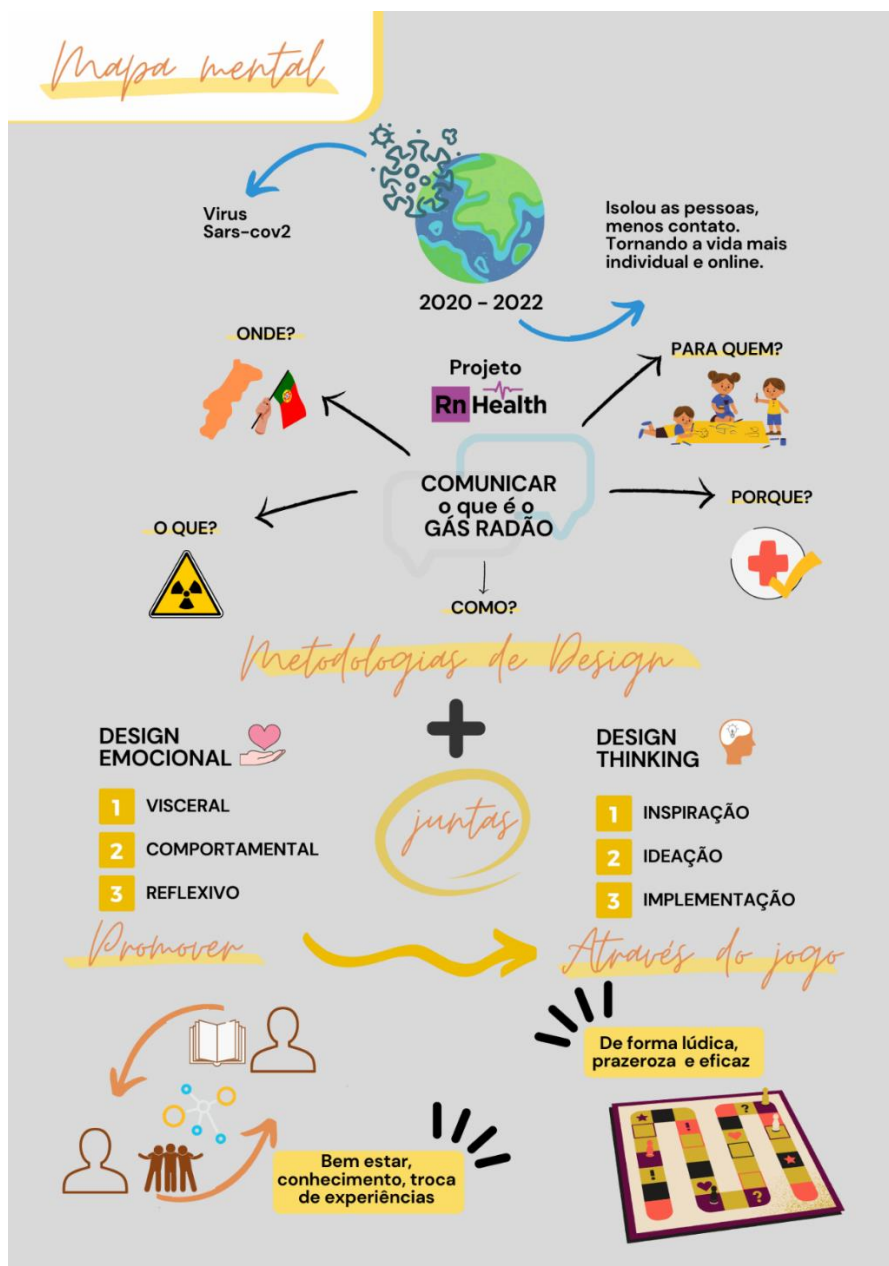 Mapa mental
Virus
Sars-cov2
Isolou as pessoas,
menos contato.
Tornando a vida mais
individual e online.
2020 - 2022
ONDE?
PARA QUEM?
Projeto
Rn Health
COMUNICAR
o que é o
GÁS RADÃO
O QUE?
PORQUE?
COMO?
Metodologias de Design
DESIGN
EMOCIONAL
1 VISCERAL
2 COMPORTAMENTAL
3 REFLEXIVO
juntas
DESIGN
THINKING
1 INSPIRAÇÃO
2 IDEAÇÃO
3 IMPLEMENTAÇÃO
Promover
Através do jogo
De forma lúdica,
prazeroza e eficaz
Bem estar,
conhecimento, troca
de experiências